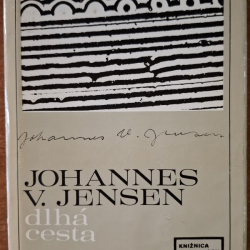 Johannes V. Jensen
JOHANNES
V. JENSEN
dlhá
cesta
KNIŽNICA